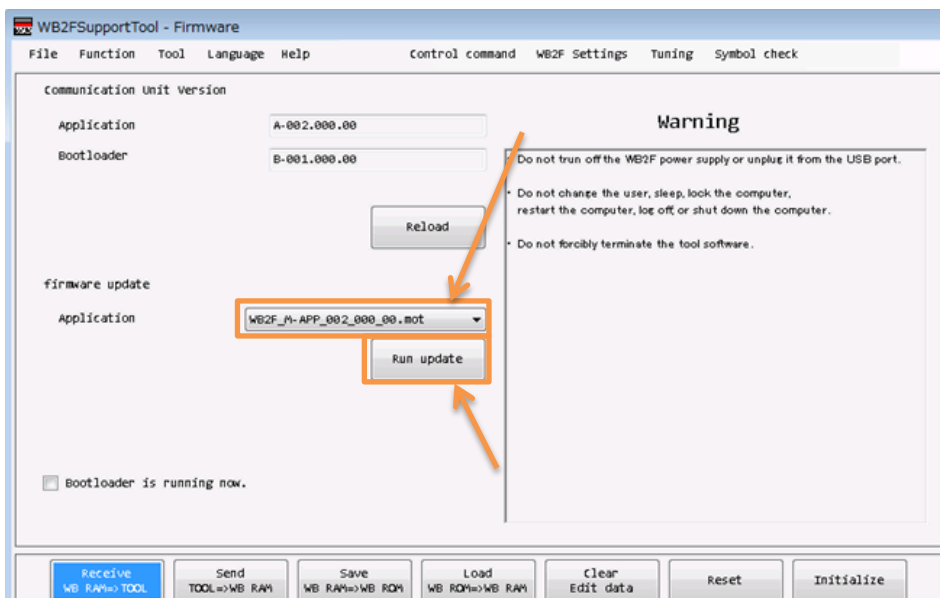 WB2FSupportTool - Firmware
File Function Tool Language Help Control command WB2F Settings Tuning Symbol check
Communication Unit Version
Application A-002.000.00
Warning
Bootloader B-001.000.00
· Do not trun off the WB2F power supply or unplug it from the USB port.
· Do not change the user, sleep, lock the computer,
restart the computer, log off, or shut down the computer.
Reload
· Do not forcibly terminate the tool software.
firmware update
Application WB2F_M-APP_002_000_00.mot
Run update
Bootloader is running now.
Receive Send Save Load Clear Reset Initialize
WB RAM=>TOOL TOOL=>WB RAM WB RAM=>WB ROM WB ROM=>WB RAM Edit data